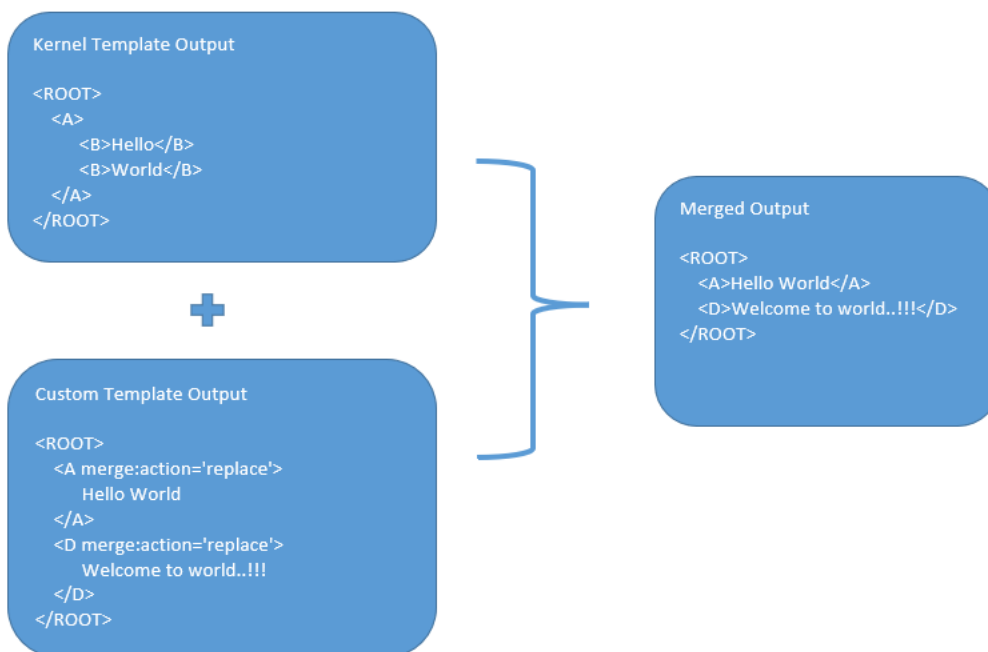 Kernel Template Output
<ROOT>
<A>
<B>Hello</B>
<B>World</B>
</A>
</ROOT>
Custom Template Output
<ROOT>
<A merge:action='replace'>
Hello World
</A>
<D merge:action='replace'>
Welcome to world..!!!
</D>
</ROOT>
Merged Output
<ROOT>
<A>Hello World</A>
<D>Welcome to world..!!!</D>
</ROOT>